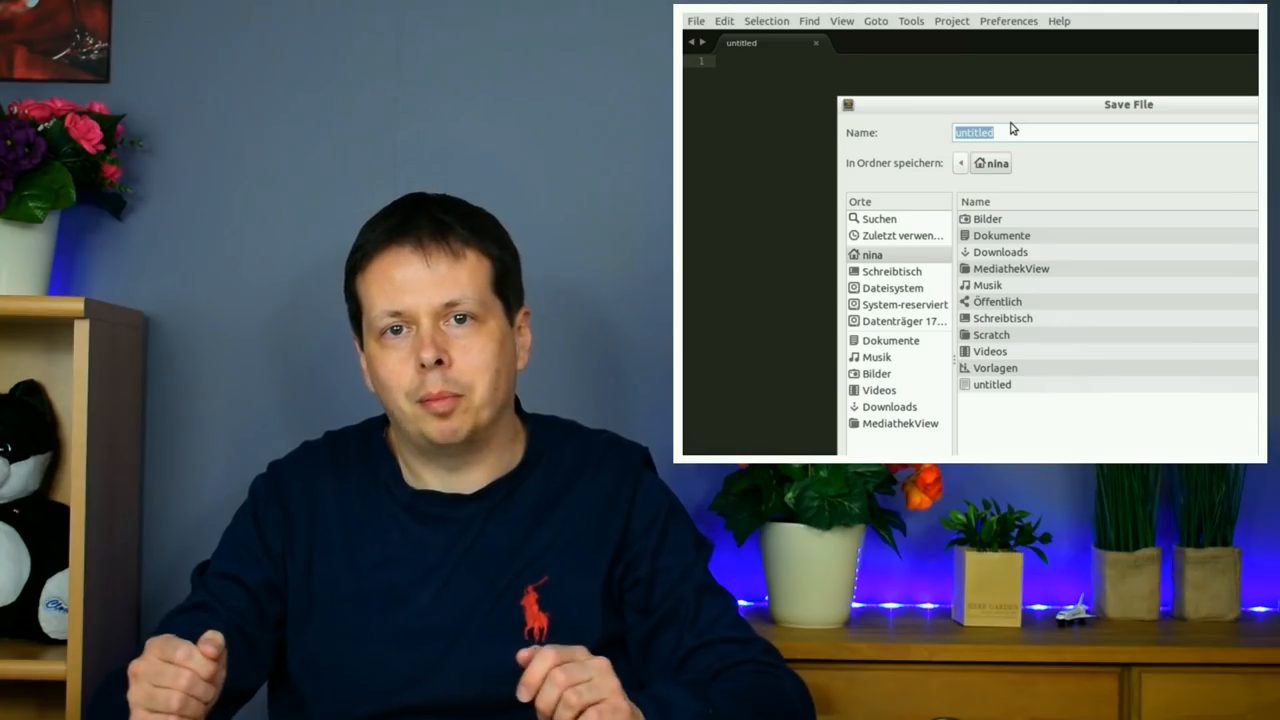 File Edit Selection Find View Goto Tools Project Preferences Help
untitled
1
Save File
Name: untitled
In Ordner speichern: nina
Orte Name
Suchen Bilder
Zuletzt verwen... Dokumente
nina Downloads
Schreibtisch MediathekView
Dateisystem Musik
System-reserviert Öffentlich
Datenträger 17... Schreibtisch
Dokumente Scratch
Musik Videos
Bilder Vorlagen
Videos untitled
Downloads
MediathekView
HERB GARDEN